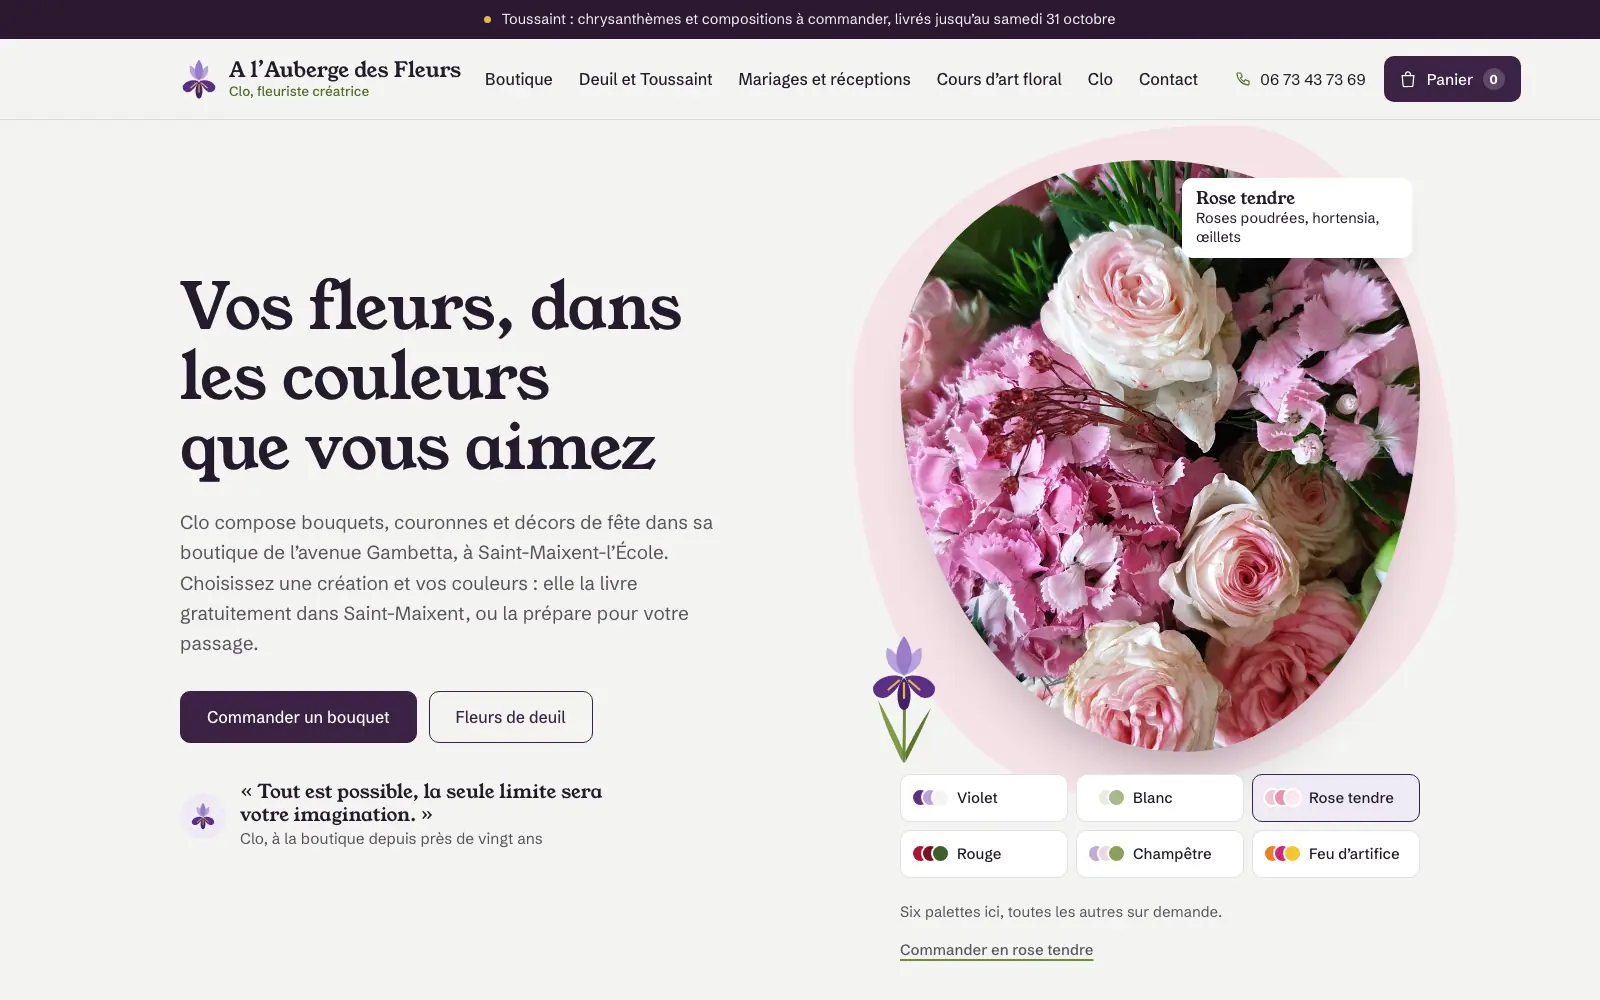 Toussaint : chrysanthèmes et compositions à commander, livrés jusqu’au samedi 31 octobre
A l’Auberge des Fleurs
Clo, fleuriste créatrice
Boutique
Deuil et Toussaint
Mariages et réceptions
Cours d’art floral
Clo
Contact
06 73 43 73 69
Panier
0
Vos fleurs, dans
les couleurs
que vous aimez
Clo compose bouquets, couronnes et décors de fête dans sa
boutique de l’avenue Gambetta, à Saint-Maixent-l’École.
Choisissez une création et vos couleurs : elle la livre
gratuitement dans Saint-Maixent, ou la prépare pour votre
passage.
Commander un bouquet
Fleurs de deuil
« Tout est possible, la seule limite sera
votre imagination. »
Clo, à la boutique depuis près de vingt ans
Rose tendre
Roses poudrées, hortensia,
œillets
Violet
Blanc
Rose tendre
Rouge
Champêtre
Feu d’artifice
Six palettes ici, toutes les autres sur demande.
Commander en rose tendre